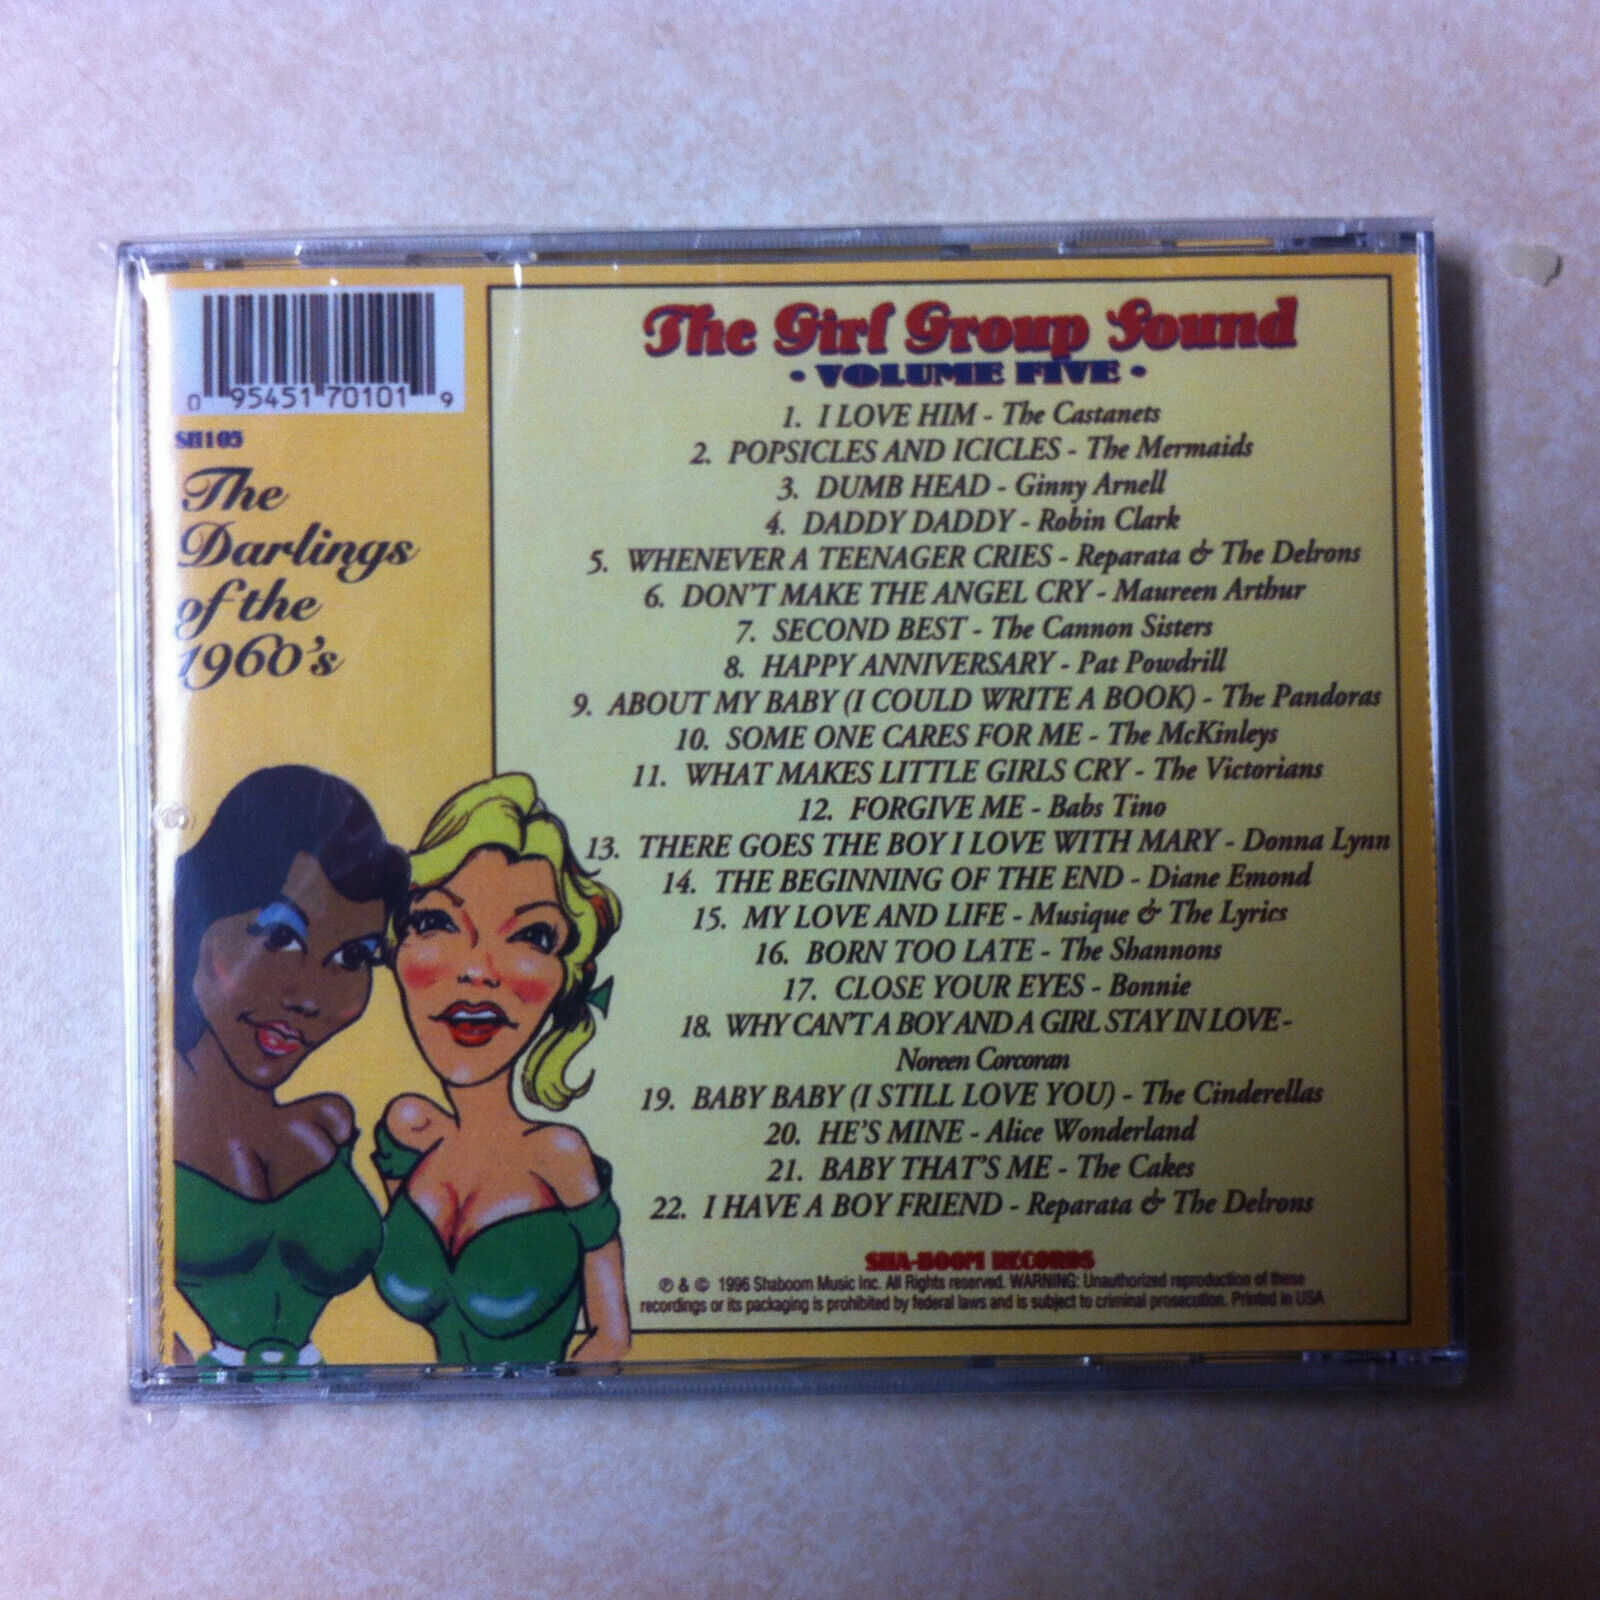 0 95451 70101 9
SH105
The
Darlings
of the
1960's
The Girl Group Sound
• VOLUME FIVE •
1. I LOVE HIM - The Castanets
2. POPSICLES AND ICICLES - The Mermaids
3. DUMB HEAD - Ginny Arnell
4. DADDY DADDY - Robin Clark
5. WHENEVER A TEENAGER CRIES - Reparata & The Delrons
6. DON'T MAKE THE ANGEL CRY - Maureen Arthur
7. SECOND BEST - The Cannon Sisters
8. HAPPY ANNIVERSARY - Pat Powdrill
9. ABOUT MY BABY (I COULD WRITE A BOOK) - The Pandoras
10. SOME ONE CARES FOR ME - The McKinleys
11. WHAT MAKES LITTLE GIRLS CRY - The Victorians
12. FORGIVE ME - Babs Tino
13. THERE GOES THE BOY I LOVE WITH MARY - Donna Lynn
14. THE BEGINNING OF THE END - Diane Emond
15. MY LOVE AND LIFE - Musique & The Lyrics
16. BORN TOO LATE - The Shannons
17. CLOSE YOUR EYES - Bonnie
18. WHY CAN'T A BOY AND A GIRL STAY IN LOVE -
Noreen Corcoran
19. BABY BABY (I STILL LOVE YOU) - The Cinderellas
20. HE'S MINE - Alice Wonderland
21. BABY THAT'S ME - The Cakes
22. I HAVE A BOY FRIEND - Reparata & The Delrons
SHA-BOOM RECORDS
℗ & © 1996 Shaboom Music Inc. All Rights reserved. WARNING: Unauthorized reproduction of these
recordings or its packaging is prohibited by federal laws and is subject to criminal prosecution. Printed in USA